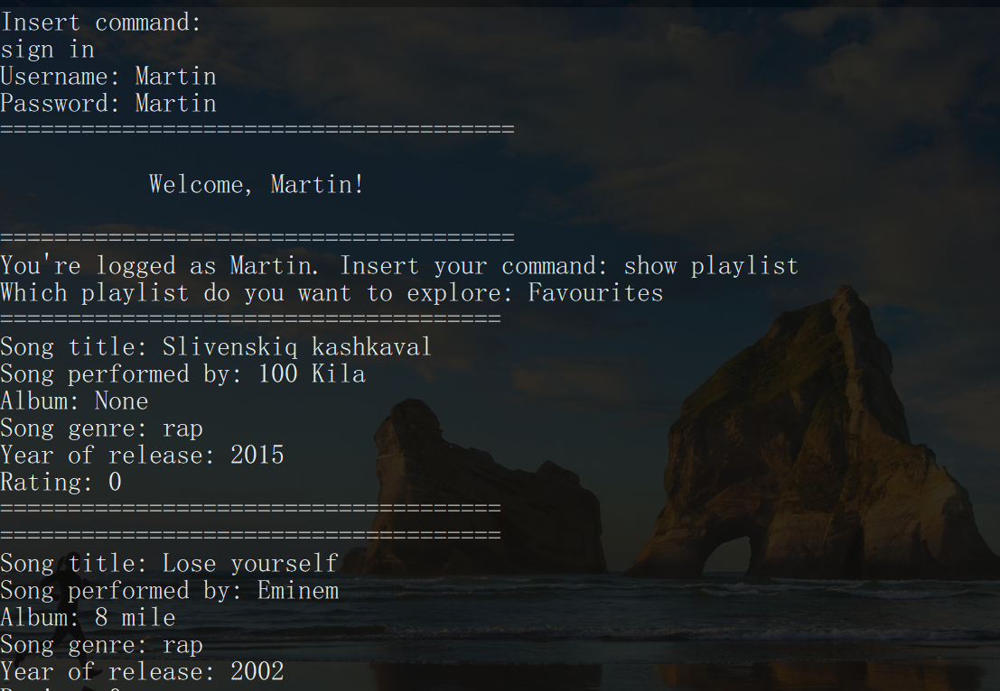 Insert command:
sign in
Username: Martin
Password: Martin
======================================
Welcome, Martin!
======================================
You're logged as Martin. Insert your command: show playlist
Which playlist do you want to explore: Favourites
=====================================
Song title: Slivenskiq kashkaval
Song performed by: 100 Kila
Album: None
Song genre: rap
Year of release: 2015
Rating: 0
=====================================
=====================================
Song title: Lose yourself
Song performed by: Eminem
Album: 8 mile
Song genre: rap
Year of release: 2002